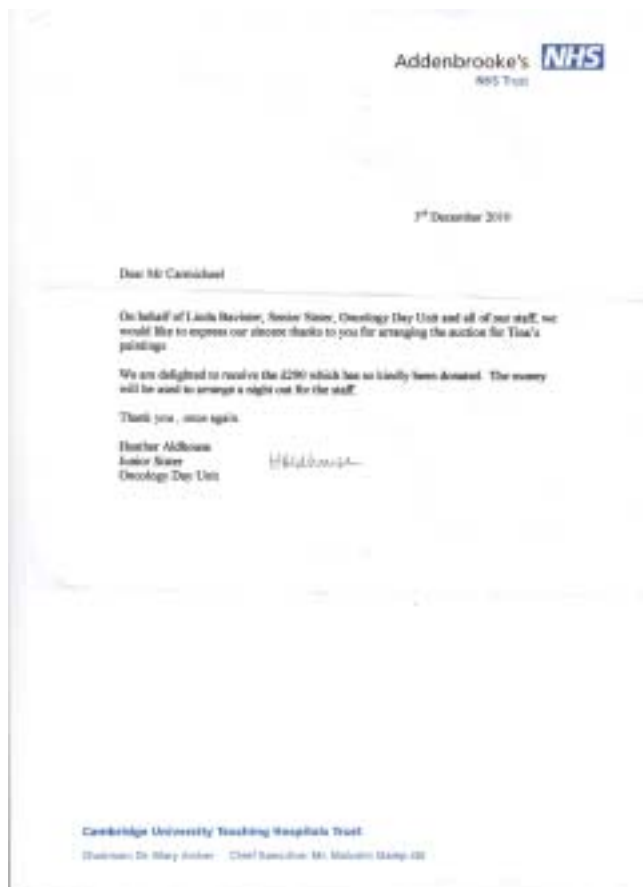 Addenbrooke's NHS
NHS Trust
3rd December 2010
Dear Mr Carmichael
On behalf of Linda Senior Sister, Oncology Day Unit and all of our staff, we
would like to express our sincere thanks to you for arranging the auction for Tina's
paintings
We are delighted to receive the which has so kindly been donated. The money
will be used to arrange a night out for the staff.
Thank you, once again.
Heather Aldhouse
Junior Sister
Oncology Day Unit
Cambridge University Teaching Hospitals Trust
Chairman: Dr Mary Archer Chief Executive: Mr. Malcolm Stamp